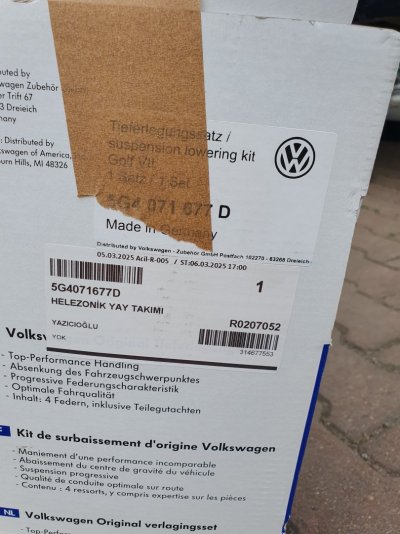 buted by
wagen Zubehör
er Trift 67
3 Dreieich
many
: Distributed by
swagen of America,
urn Hills, MI 48326
Tieferlegungssatz /
suspension lowering kit
Golf VII
1 Satz / 1 Set
5G4 071 677 D
Made in Germany
Distributed by Volkswagen - Zubehör GmbH Postfach 102270 - 63268 Dreieich
05.03.2025 Acil-R-005 / ST:06.03.2025 17:00
5G4071677D
1
HELEZONİK YAY TAKIMI
YAZICIOĞLU
R0207052
YOK
314677553
Volks
- Top-Performance Handling
- Absenkung des Fahrzeugschwerpunktes
- Progressive Federungscharakteristik
- Optimale Fahrqualität
- Inhalt: 4 Federn, inklusive Teilegutachten
F Kit de surbaissement d'origine Volkswagen
- Maniement d'une performance incomparable
- Abaissement du centre de gravité du véhicule
- Suspension progressive
- Qualité de conduite optimale sur route
- Contenu : 4 ressorts, y compris expertise sur les pièces
NL Volkswagen Original verlagingsset
- Top-Perfor